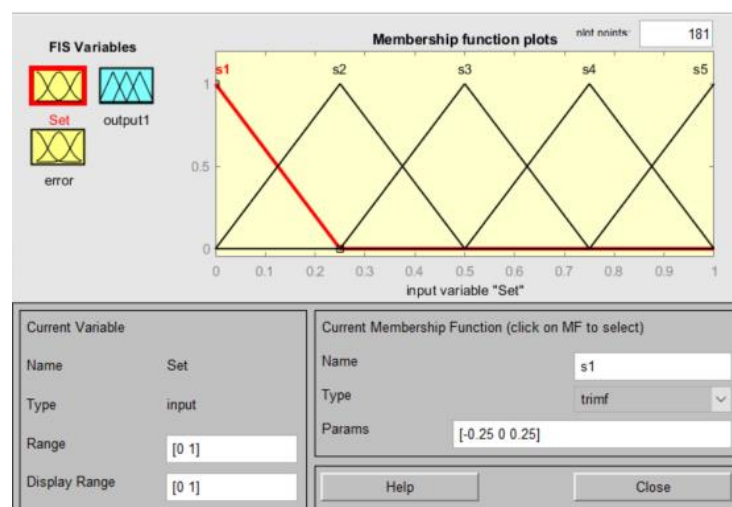 FIS Variables
Membership function plots
plot points:
181
Set
output1
error
s1
s2
s3
s4
s5
1
0.5
0
0
0.1
0.2
0.3
0.4
0.5
0.6
0.7
0.8
0.9
1
input variable "Set"
Current Variable
Name
Set
Type
input
Range
[0 1]
Display Range
[0 1]
Current Membership Function (click on MF to select)
Name
s1
Type
trimf
Params
[-0.25 0 0.25]
Help
Close